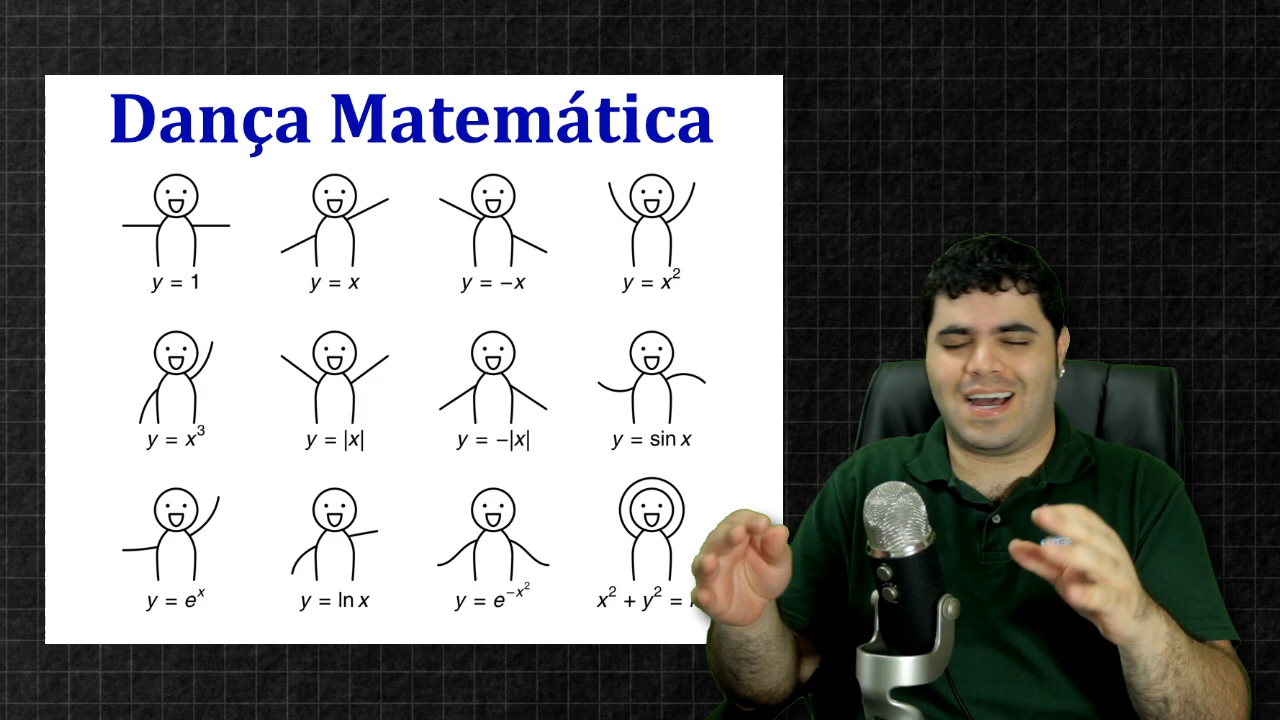 Dança Matemática
y = 1
y = x
y = −x
y = x²
y = x³
y = |x|
y = −|x|
y = sin x
y = eˣ
y = ln x
y = e^{−x²}
x² + y² =